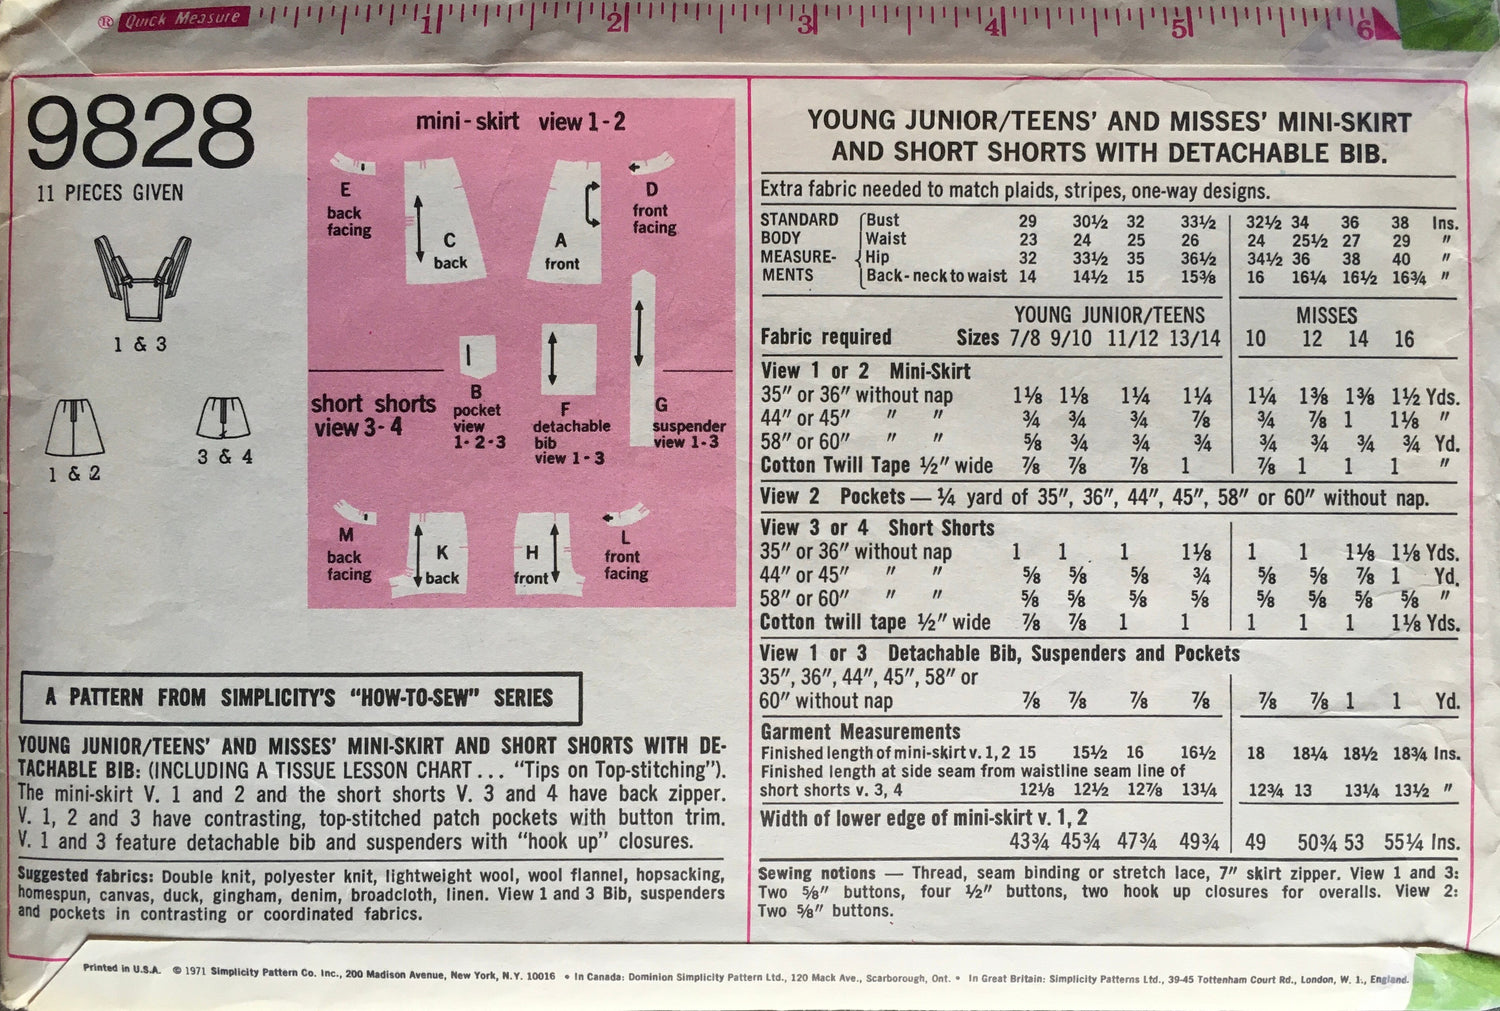 ® Quick Measure 1 2 3 4 5 6
9828
11 PIECES GIVEN
1 & 3
1 & 2
3 & 4
mini-skirt view 1-2
E
back
facing
C
back
A
front
D
front
facing
short shorts
view 3-4
B
pocket
view
1-2-3
F
detachable
bib
view 1-3
G
suspender
view 1-3
M
back
facing
K
back
H
front
L
front
facing
A PATTERN FROM SIMPLICITY'S "HOW-TO-SEW" SERIES
YOUNG JUNIOR/TEENS' AND MISSES' MINI-SKIRT AND SHORT SHORTS WITH DE-
TACHABLE BIB: (INCLUDING A TISSUE LESSON CHART... "Tips on Top-stitching").
The mini-skirt V. 1 and 2 and the short shorts V. 3 and 4 have back zipper.
V. 1, 2 and 3 have contrasting, top-stitched patch pockets with button trim.
V. 1 and 3 feature detachable bib and suspenders with "hook up" closures.
Suggested fabrics: Double knit, polyester knit, lightweight wool, wool flannel, hopsacking,
homespun, canvas, duck, gingham, denim, broadcloth, linen. View 1 and 3 Bib, suspenders
and pockets in contrasting or coordinated fabrics.
YOUNG JUNIOR/TEENS' AND MISSES' MINI-SKIRT
AND SHORT SHORTS WITH DETACHABLE BIB.
Extra fabric needed to match plaids, stripes, one-way designs.
STANDARD Bust 29 30½ 32 33½ 32½ 34 36 38 Ins.
BODY Waist 23 24 25 26 24 25½ 27 29 "
MEASURE- Hip 32 33½ 35 36½ 34½ 36 38 40 "
MENTS Back-neck to waist 14 14½ 15 15⅜ 16 16¼ 16½ 16¾ "
YOUNG JUNIOR/TEENS MISSES
Fabric required Sizes 7/8 9/10 11/12 13/14 10 12 14 16
View 1 or 2 Mini-Skirt
35" or 36" without nap 1⅛ 1⅛ 1¼ 1¼ 1¼ 1⅜ 1⅜ 1½ Yds.
44" or 45" " " ¾ ¾ ¾ ⅞ ¾ ⅞ 1 1⅛ "
58" or 60" " " ⅝ ¾ ¾ ¾ ¾ ¾ ¾ ¾ Yd.
Cotton Twill Tape ½" wide ⅞ ⅞ ⅞ 1 ⅞ 1 1 1 "
View 2 Pockets — ¼ yard of 35", 36", 44", 45", 58" or 60" without nap.
View 3 or 4 Short Shorts
35" or 36" without nap 1 1 1 1⅛ 1 1 1⅛ 1⅛ Yds.
44" or 45" " " ⅝ ⅝ ⅝ ¾ ⅝ ⅝ ⅞ 1 Yd.
58" or 60" " " ⅝ ⅝ ⅝ ⅝ ⅝ ⅝ ⅝ ⅝ "
Cotton twill tape ½" wide ⅞ ⅞ 1 1 1 1 1 1⅛ Yds.
View 1 or 3 Detachable Bib, Suspenders and Pockets
35", 36", 44", 45", 58" or
60" without nap ⅞ ⅞ ⅞ ⅞ ⅞ ⅞ 1 1 Yd.
Garment Measurements
Finished length of mini-skirt v. 1, 2 15 15½ 16 16½ 18 18¼ 18½ 18¾ Ins.
Finished length at side seam from waistline seam line of
short shorts v. 3, 4 12⅛ 12½ 12⅞ 13¼ 12¾ 13 13¼ 13½ "
Width of lower edge of mini-skirt v. 1, 2
43¾ 45¾ 47¾ 49¾ 49 50¾ 53 55¼ Ins.
Sewing notions — Thread, seam binding or stretch lace, 7" skirt zipper. View 1 and 3:
Two ⅝" buttons, four ½" buttons, two hook up closures for overalls. View 2:
Two ⅝" buttons.
Printed in U.S.A. © 1971 Simplicity Pattern Co. Inc., 200 Madison Avenue, New York, N.Y. 10016 • In Canada: Dominion Simplicity Pattern Ltd., 120 Mack Ave., Scarborough, Ont. • In Great Britain: Simplicity Patterns Ltd., 39-45 Tottenham Court Rd., London, W. 1., England.